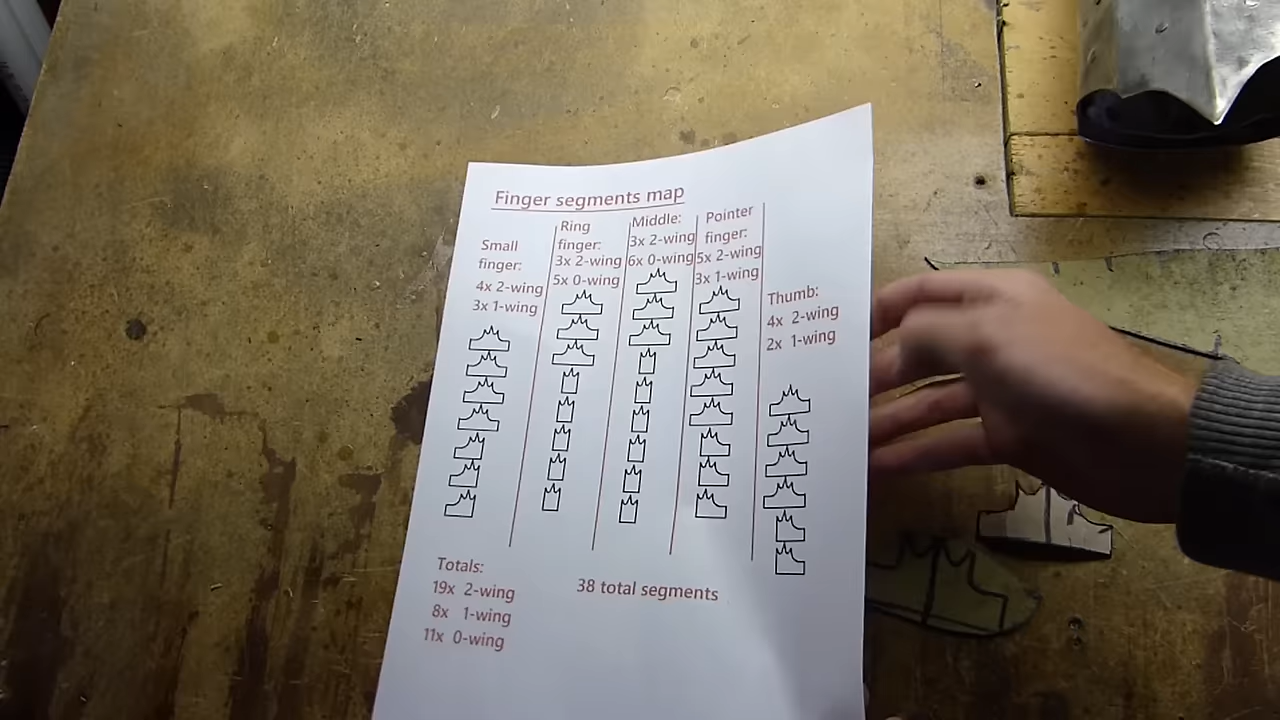 Finger segments map
Small
finger:
4x 2-wing
3x 1-wing
Ring
finger:
3x 2-wing
5x 0-wing
Middle:
3x 2-wing
6x 0-wing
Pointer
finger:
5x 2-wing
3x 1-wing
Thumb:
4x 2-wing
2x 1-wing
Totals:
19x 2-wing
8x 1-wing
11x 0-wing
38 total segments